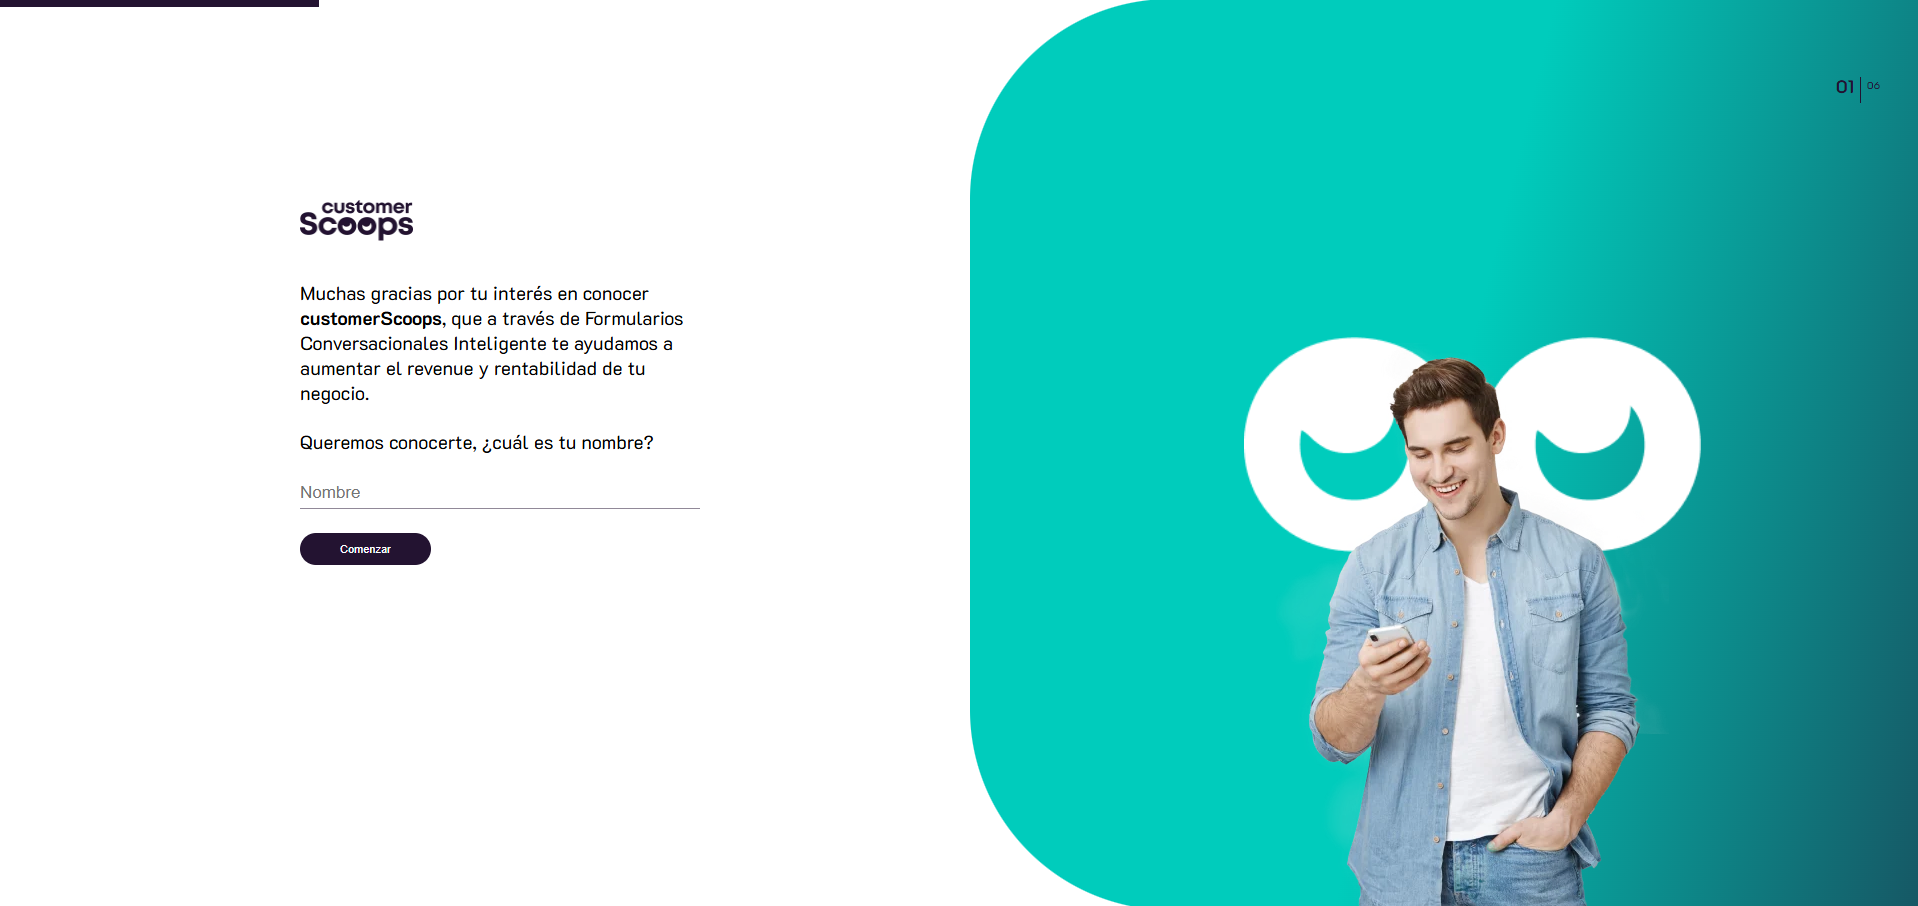 customer
Scoops
Muchas gracias por tu interés en conocer
customerScoops, que a través de Formularios
Conversacionales Inteligente te ayudamos a
aumentar el revenue y rentabilidad de tu
negocio.
Queremos conocerte, ¿cuál es tu nombre?
Nombre
Comenzar
01 | 06